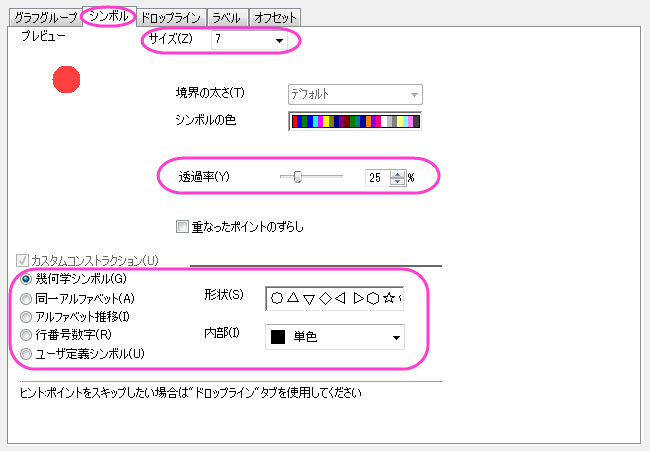 グラフグループ シンボル ドロップライン ラベル オフセット
プレビュー サイズ(Z) 7
境界の太さ(T) デフォルト
シンボルの色
透過率(Y) 25 %
重なったポイントのずらし
カスタムコンストラクション(U)
幾何学シンボル(G)
同一アルファベット(A) 形状(S)
アルファベット推移(I)
行番号数字(R) 内部(I) 単色
ユーザ定義シンボル(U)
ヒント:ポイントをスキップしたい場合は"ドロップライン"タブを使用してください